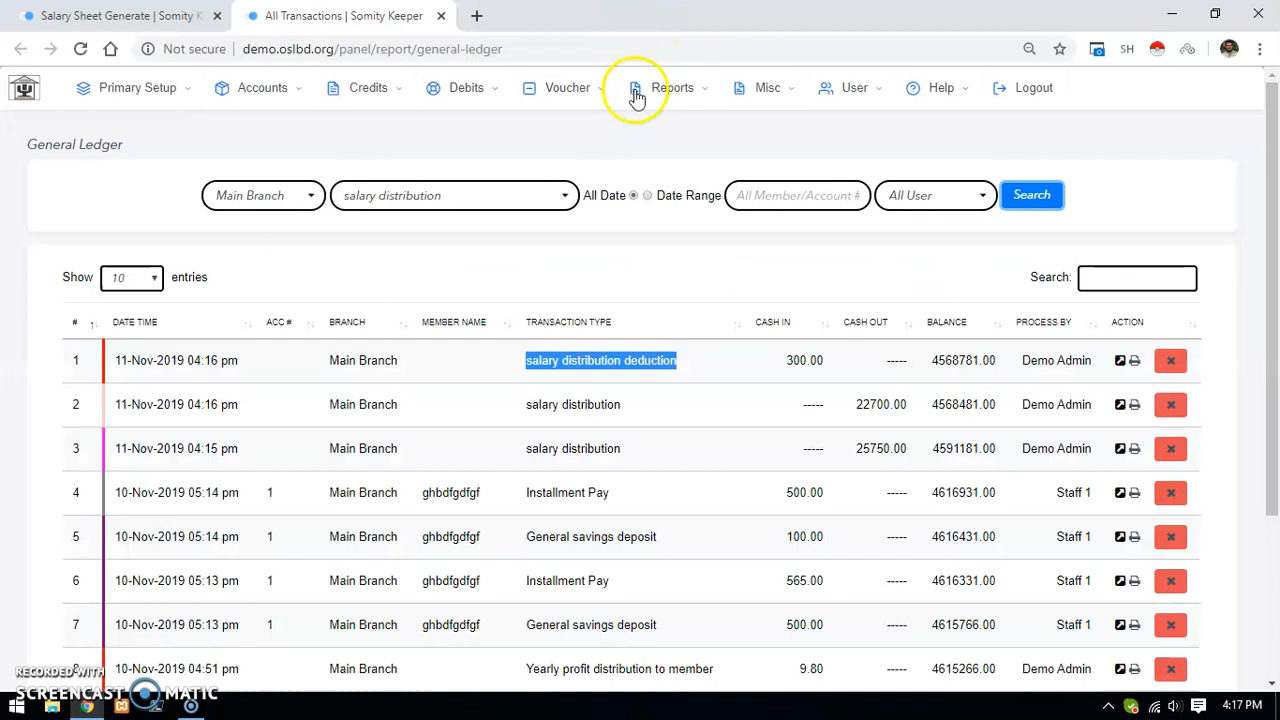 Salary Sheet Generate | Somity K
All Transactions | Somity Keeper
Not secure
demo.oslbd.org/panel/report/general-ledger
SH
Primary Setup
Accounts
Credits
Debits
Voucher
Reports
Misc
User
Help
Logout
General Ledger
Main Branch
salary distribution
All Date
Date Range
All Member/Account #
All User
Search
Show 10 entries
Search:
# DATE TIME ACC # BRANCH MEMBER NAME TRANSACTION TYPE CASH IN CASH OUT BALANCE PROCESS BY ACTION
1 11-Nov-2019 04:16 pm Main Branch salary distribution deduction 300.00 ----- 4568781.00 Demo Admin
2 11-Nov-2019 04:16 pm Main Branch salary distribution ----- 22700.00 4568481.00 Demo Admin
3 11-Nov-2019 04:15 pm Main Branch salary distribution ----- 25750.00 4591181.00 Demo Admin
4 10-Nov-2019 05:14 pm 1 Main Branch ghbdfgdfgf Installment Pay 500.00 ----- 4616931.00 Staff 1
5 10-Nov-2019 05:14 pm 1 Main Branch ghbdfgdfgf General savings deposit 100.00 ----- 4616431.00 Staff 1
6 10-Nov-2019 05:13 pm 1 Main Branch ghbdfgdfgf Installment Pay 565.00 ----- 4616331.00 Staff 1
7 10-Nov-2019 05:13 pm 1 Main Branch ghbdfgdfgf General savings deposit 500.00 ----- 4615766.00 Staff 1
8 10-Nov-2019 04:51 pm Main Branch Yearly profit distribution to member 9.80 ----- 4615266.00 Demo Admin
RECORDED WITH
SCREENCAST MATIC
4:17 PM